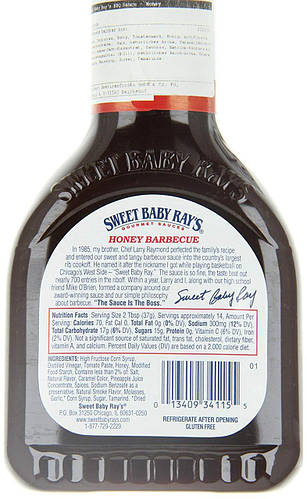 Sweet Baby Ray's BBQ Sauce - Honey
SWEET BABY RAY'S
SWEET BABY RAY'S
GOURMET SAUCES
HONEY BARBECUE
In 1985, my brother, Chef Larry Raymond perfected the family's recipe
and entered our sweet and tangy barbecue sauce into the country's largest
rib cookoff. He named it after the nickname I got while playing basketball on
Chicago's West Side – "Sweet Baby Ray." The sauce is so fine, the taste beat out
nearly 700 entries in the riboff. Within a year, Larry and I, along with our high school
friend Mike O'Brien, formed a company around our
award-winning sauce and our simple philosophy
about barbecue: "The Sauce Is The Boss."
Sweet Baby Ray
Nutrition Facts Serving Size 2 Tbsp (37g), Servings approximately 14, Amount Per
Serving: Calories 70, Fat Cal. 0, Total Fat 0g (0% DV), Sodium 300mg (12% DV),
Total Carbohydrate 17g (6% DV), Sugars 15g, Protein 0g, Vitamin C (6% DV), Iron
(2% DV). Not a significant source of saturated fat, trans fat, cholesterol, dietary fiber,
vitamin A, and calcium. Percent Daily Values (DV) are based on a 2,000 calorie diet.
INGREDIENTS: High Fructose Corn Syrup,
Distilled Vinegar, Tomato Paste, Honey, Modified
Food Starch, Contains less than 2% of: Salt,
Natural Flavor, Caramel Color, Pineapple Juice
Concentrate, Spices, Sodium Benzoate as a
preservative, Natural Smoke Flavor, Molasses,
Garlic*, Corn Syrup, Sugar, Tamarind. *Dried
Sweet Baby Ray's®
P.O. Box 31250 Chicago, IL 60631-0250
www.sweetbabyrays.com
1-877-729-2229
01
0 13409 34115 5
REFRIGERATE AFTER OPENING
GLUTEN FREE